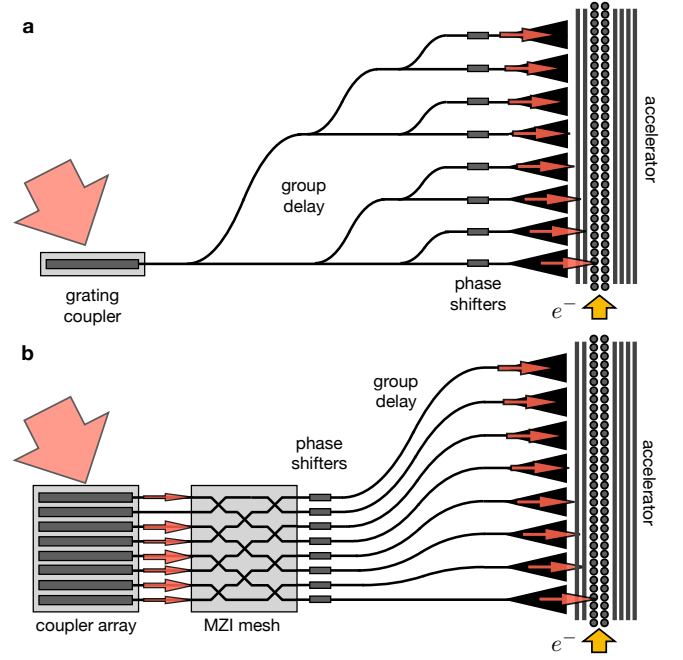 a
group
delay
accelerator
grating
coupler
phase
shifters
e⁻
b
group
delay
phase
shifters
accelerator
coupler array
MZI mesh
e⁻